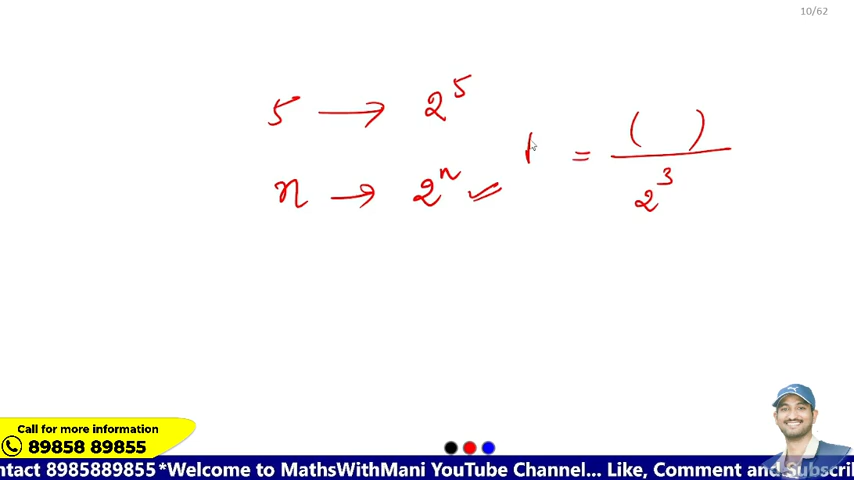 10/62
5 → 2^5
n → 2^n ✓
= ( ) / 2^3
Call for more information
89858 89855
ntact 8985889855 *Welcome to MathsWithMani YouTube Channel... Like, Comment and Subscri